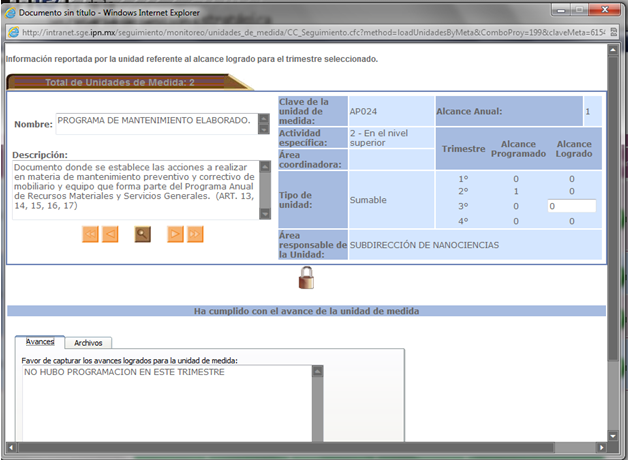 Documento sin título - Windows Internet Explorer
http://intranet.sge.ipn.mx/seguimiento/monitoreo/unidades_de_medida/CC_Seguimiento.cfc?method=loadUnidadesByMeta&ComboProy=199&claveMeta=6154
Información reportada por la unidad referente al alcance logrado para el trimestre seleccionado.
Total de Unidades de Medida: 2
Nombre: PROGRAMA DE MANTENIMIENTO ELABORADO.
Descripción:
Documento donde se establece las acciones a realizar
en materia de mantenimiento preventivo y correctivo de
mobiliario y equipo que forma parte del Programa Anual
de Recursos Materiales y Servicios Generales. (ART. 13,
14, 15, 16, 17)
Clave de la
unidad de
medida:
AP024
Alcance Anual:
1
Actividad
específica:
2 - En el nivel
superior
Área
coordinadora:
Tipo de
unidad:
Sumable
Trimestre
Alcance
Programado
Alcance
Logrado
1º 0 0
2º 1 0
3º 0 0
4º 0 0
Área
responsable de
la Unidad:
SUBDIRECCIÓN DE NANOCIENCIAS
Ha cumplido con el avance de la unidad de medida
Avances Archivos
Favor de capturar los avances logrados para la unidad de medida:
NO HUBO PROGRAMACION EN ESTE TRIMESTRE